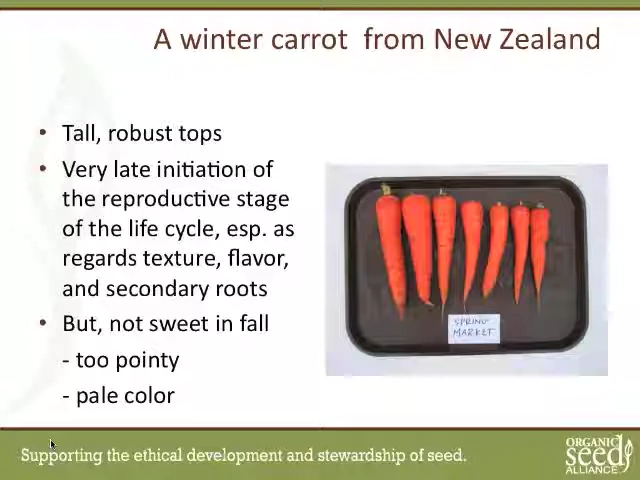 A winter carrot from New Zealand
• Tall, robust tops
• Very late initiation of
the reproductive stage
of the life cycle, esp. as
regards texture, flavor,
and secondary roots
• But, not sweet in fall
- too pointy
- pale color
SPRING
MARKET
Supporting the ethical development and stewardship of seed.
ORGANIC
seed
ALLIANCE